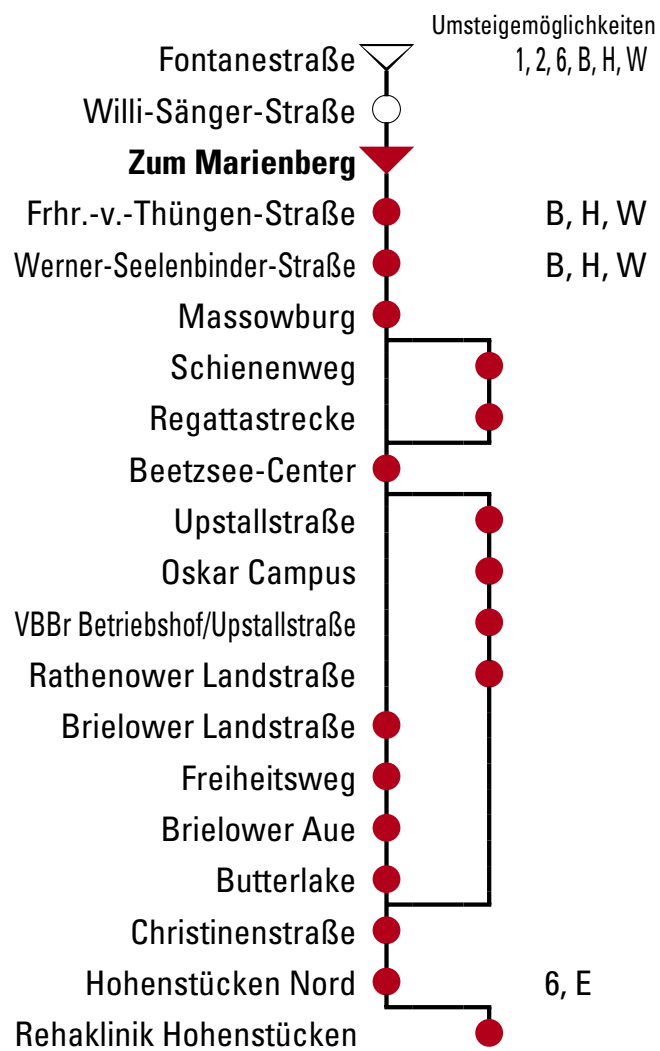 Umsteigemöglichkeiten
Fontanestraße 1, 2, 6, B, H, W
Willi-Sänger-Straße
Zum Marienberg
Frhr.-v.-Thüngen-Straße B, H, W
Werner-Seelenbinder-Straße B, H, W
Massowburg
Schienenweg
Regattastrecke
Beetzsee-Center
Upstallstraße
Oskar Campus
VBBr Betriebshof/Upstallstraße
Rathenower Landstraße
Brielower Landstraße
Freiheitsweg
Brielower Aue
Butterlake
Christinenstraße
Hohenstücken Nord 6, E
Rehaklinik Hohenstücken